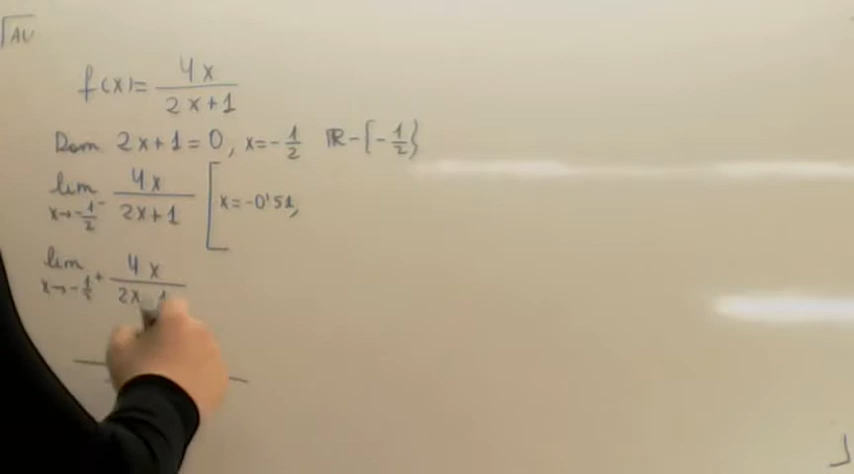 AV
f(x)= 4x / 2x+1
Dom 2x+1=0, x=-1/2 ℝ-{-1/2}
lim x→-1/2⁻ 4x / 2x+1 [ x=-0'51,
lim x→-1/2⁺ 4x / 2x 1